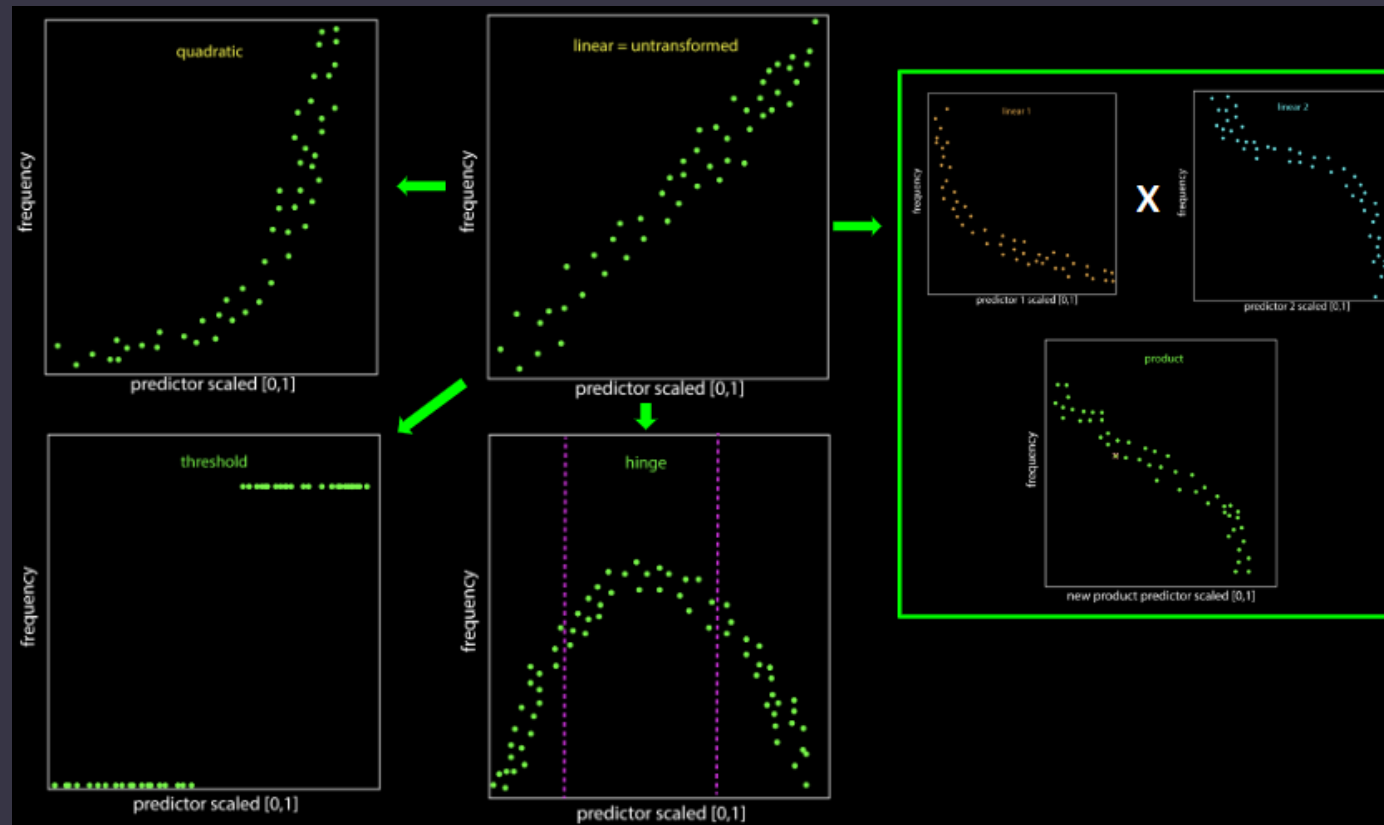 quadratic
frequency
predictor scaled [0,1]
linear = untransformed
frequency
predictor scaled [0,1]
linear 1
frequency
predictor 1 scaled [0,1]
X
linear 2
frequency
predictor 2 scaled [0,1]
product
frequency
new product predictor scaled [0,1]
threshold
frequency
predictor scaled [0,1]
hinge
frequency
predictor scaled [0,1]